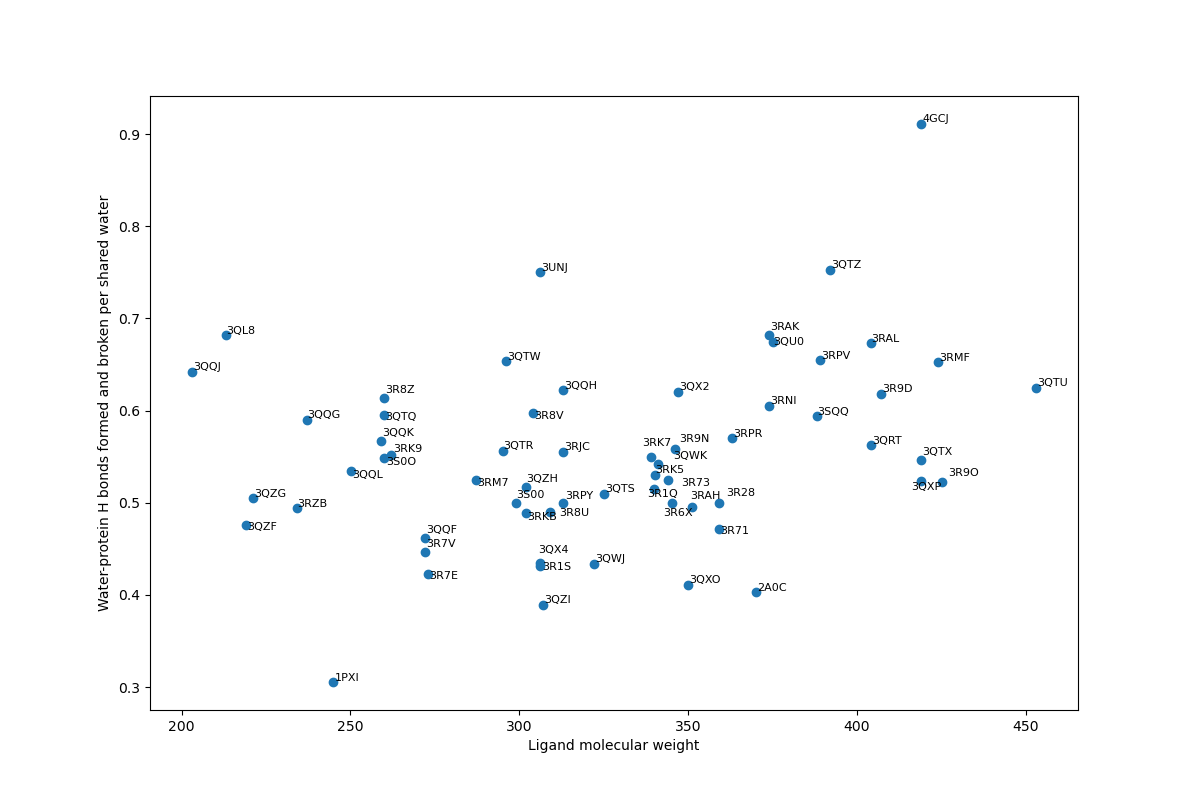 4GCJ
0.9
0.8
3UNJ
3QTZ
0.7
3QL8
3RAK
3QU0
3RAL
3QTW
3RPV
3RMF
3QQJ
3R8Z
3QQH
3QX2
3R9D
3QTU
0.6
3QQG
3QTQ
3R8V
3RNI
3SQQ
3QQK
3RK9
3S0O
3QTR
3RJC
3RK7
3R9N
3RPR
3QRT
3QWK
3QTX
3QQL
3RM7
3QZH
3RK5
3R73
3R9O
3QXP
3QZG
3S00
3RPY
3QTS
3R1Q
3RAH
3R28
0.5
3RZB
3RKB
3R8U
3R6X
3QZF
3QQF
3R71
3R7V
3QX4
3R7E
3R1S
3QWJ
3QXO
2A0C
0.4
3QZI
1PXI
0.3
200
250
300
350
400
450
Ligand molecular weight
Water-protein H bonds formed and broken per shared water